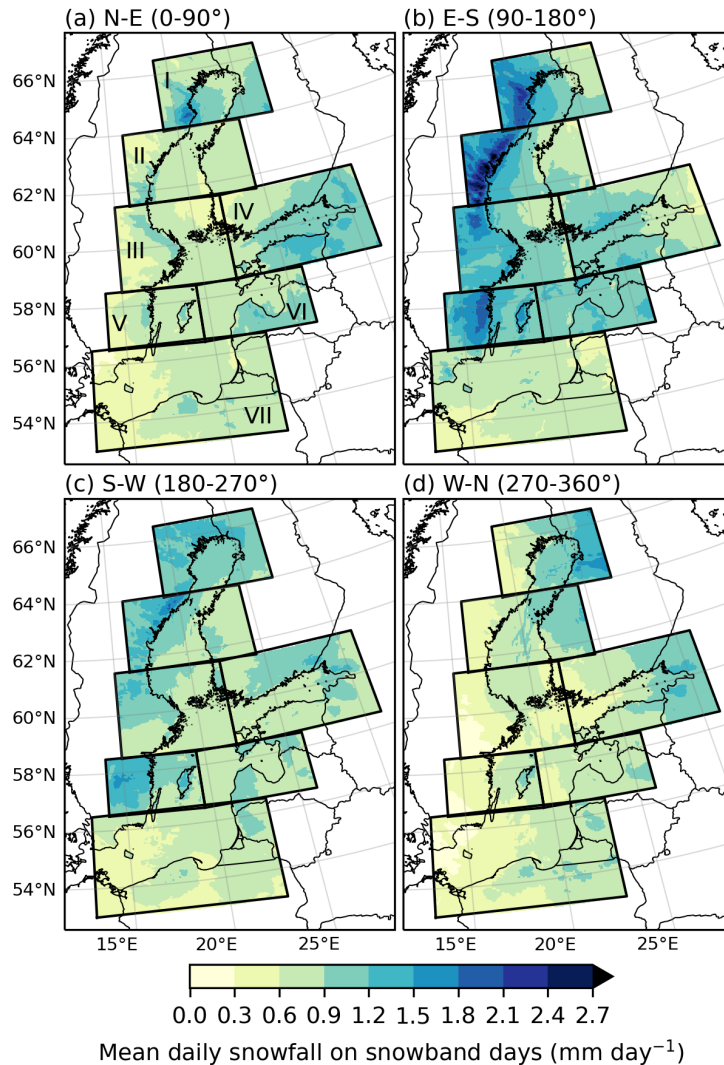 (a) N-E (0-90°)
(b) E-S (90-180°)
66°N
64°N
62°N
60°N
58°N
56°N
54°N
I
II
III
IV
V
VI
VII
(c) S-W (180-270°)
(d) W-N (270-360°)
66°N
64°N
62°N
60°N
58°N
56°N
54°N
15°E 20°E 25°E
15°E 20°E 25°E
0.0 0.3 0.6 0.9 1.2 1.5 1.8 2.1 2.4 2.7
Mean daily snowfall on snowband days (mm day⁻¹)